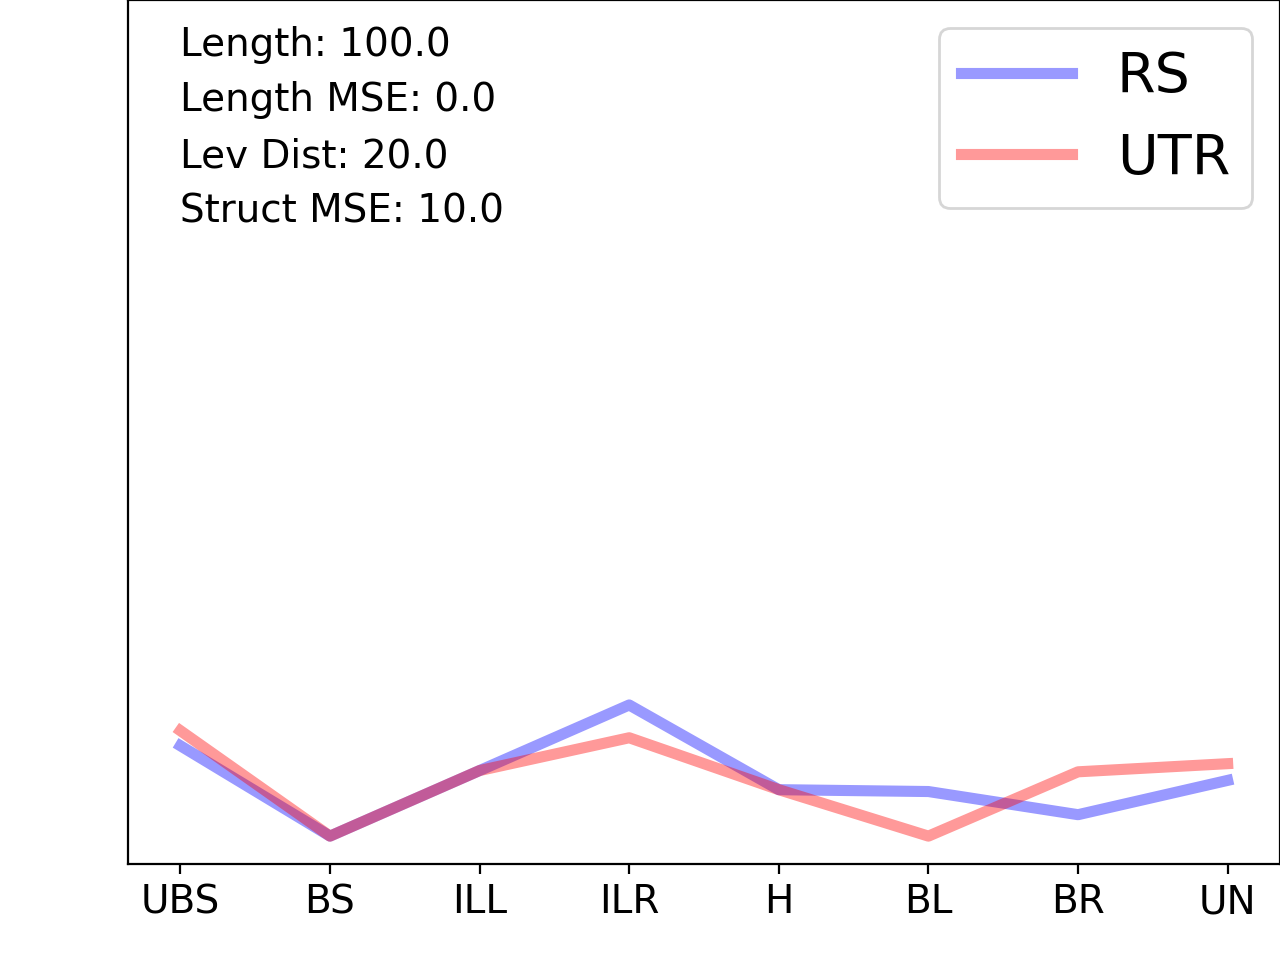 Length: 100.0
Length MSE: 0.0
Lev Dist: 20.0
Struct MSE: 10.0
RS
UTR
UBS BS ILL ILR H BL BR UN